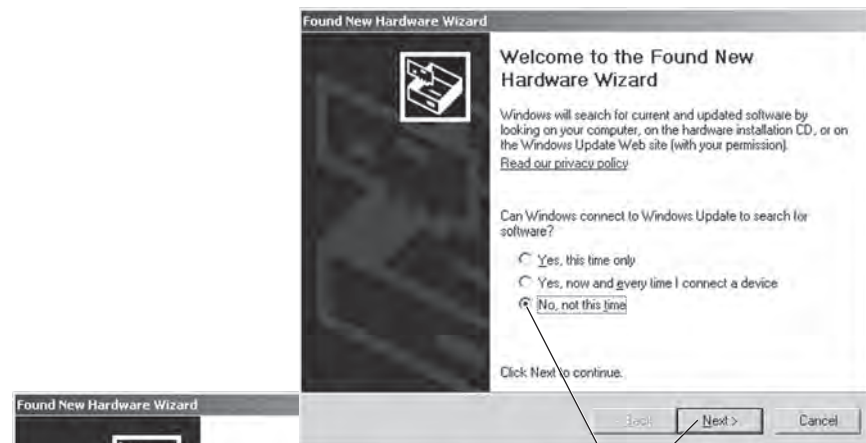 Found New Hardware Wizard
Welcome to the Found New
Hardware Wizard
Windows will search for current and updated software by
looking on your computer, on the hardware installation CD, or on
the Windows Update Web site (with your permission).
Read our privacy policy
Can Windows connect to Windows Update to search for
software?
Yes, this time only
Yes, now and every time I connect a device
No, not this time
Click Next to continue.
< Back
Next >
Cancel
Found New Hardware Wizard